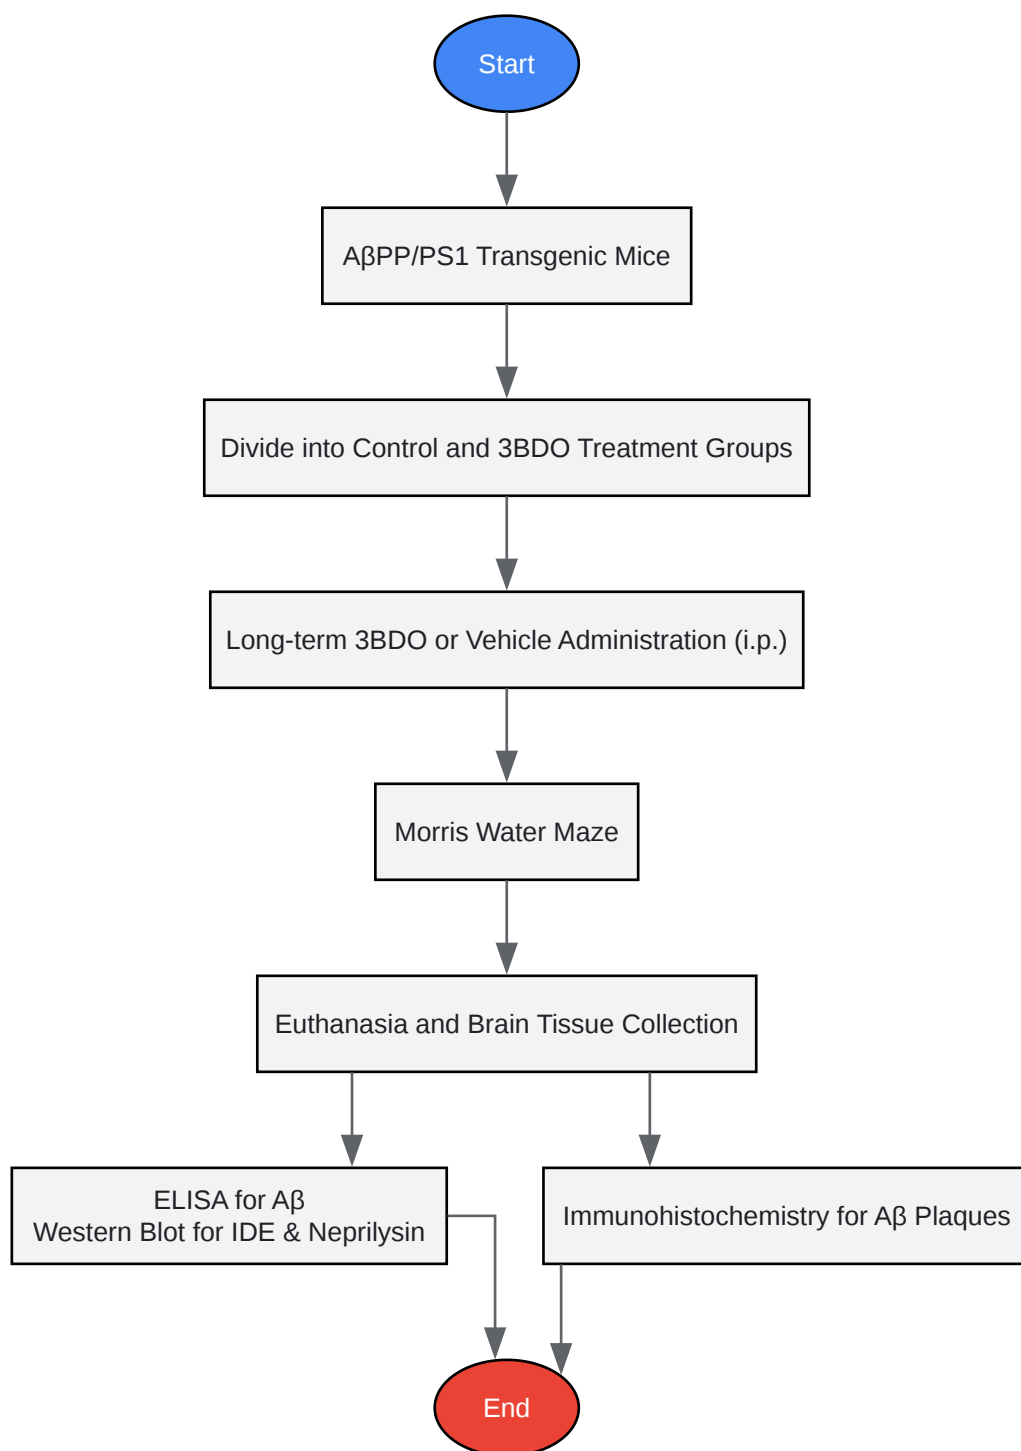 Start
AβPP/PS1 Transgenic Mice
Divide into Control and 3BDO Treatment Groups
Long-term 3BDO or Vehicle Administration (i.p.)
Morris Water Maze
Euthanasia and Brain Tissue Collection
ELISA for Aβ
Western Blot for IDE & Neprilysin
Immunohistochemistry for Aβ Plaques
End